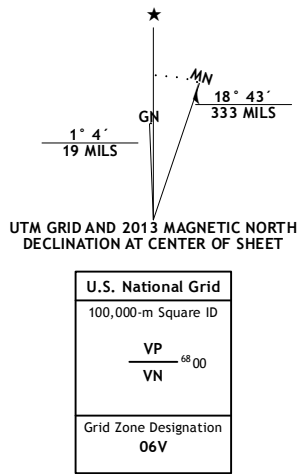 ★
MN
GN
18° 43´
333 MILS
1° 4´
19 MILS
UTM GRID AND 2013 MAGNETIC NORTH
DECLINATION AT CENTER OF SHEET
U.S. National Grid
100,000-m Square ID
VP
68 00
VN
Grid Zone Designation
06V